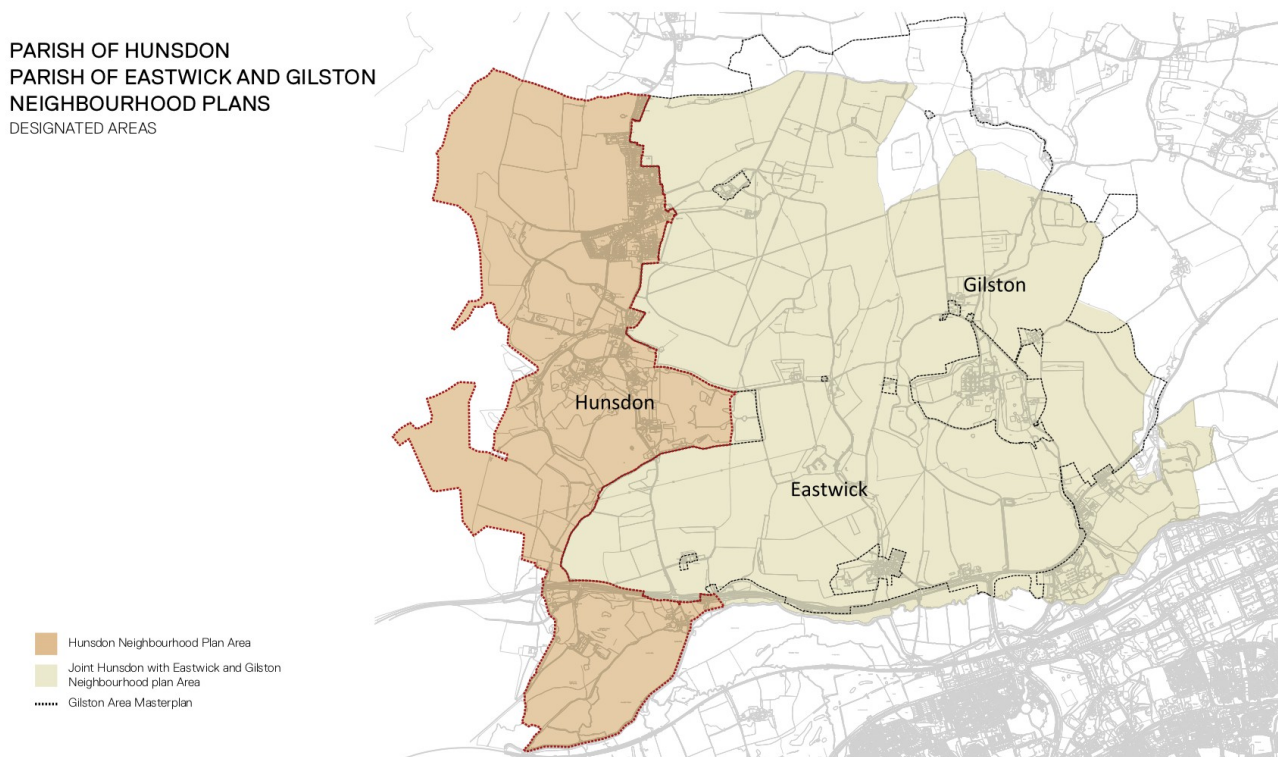 PARISH OF HUNSDON
PARISH OF EASTWICK AND GILSTON
NEIGHBOURHOOD PLANS
DESIGNATED AREAS
Gilston
Hunsdon
Eastwick
Hunsdon Neighbourhood Plan Area
Joint Hunsdon with Eastwick and Gilston
Neighbourhood plan Area
Gilston Area Masterplan